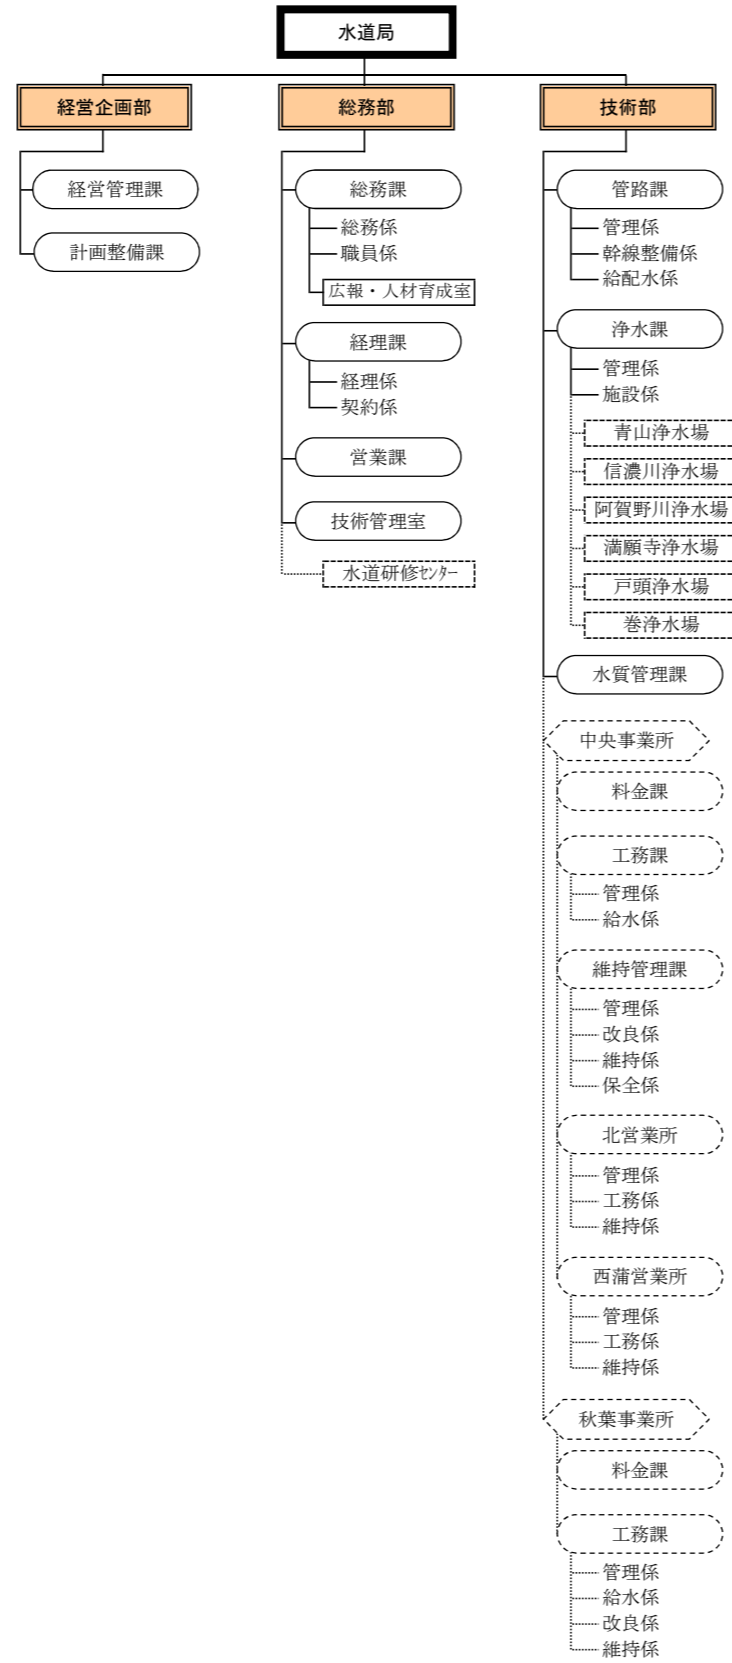 水道局
経営企画部
経営管理課
計画整備課
総務部
総務課
総務係
職員係
広報・人材育成室
経理課
経理係
契約係
営業課
技術管理室
水道研修ｾﾝﾀｰ
技術部
管路課
管理係
幹線整備係
給配水係
浄水課
管理係
施設係
青山浄水場
信濃川浄水場
阿賀野川浄水場
満願寺浄水場
戸頭浄水場
巻浄水場
水質管理課
中央事業所
料金課
工務課
管理係
給水係
維持管理課
管理係
改良係
維持係
保全係
北営業所
管理係
工務係
維持係
西蒲営業所
管理係
工務係
維持係
秋葉事業所
料金課
工務課
管理係
給水係
改良係
維持係